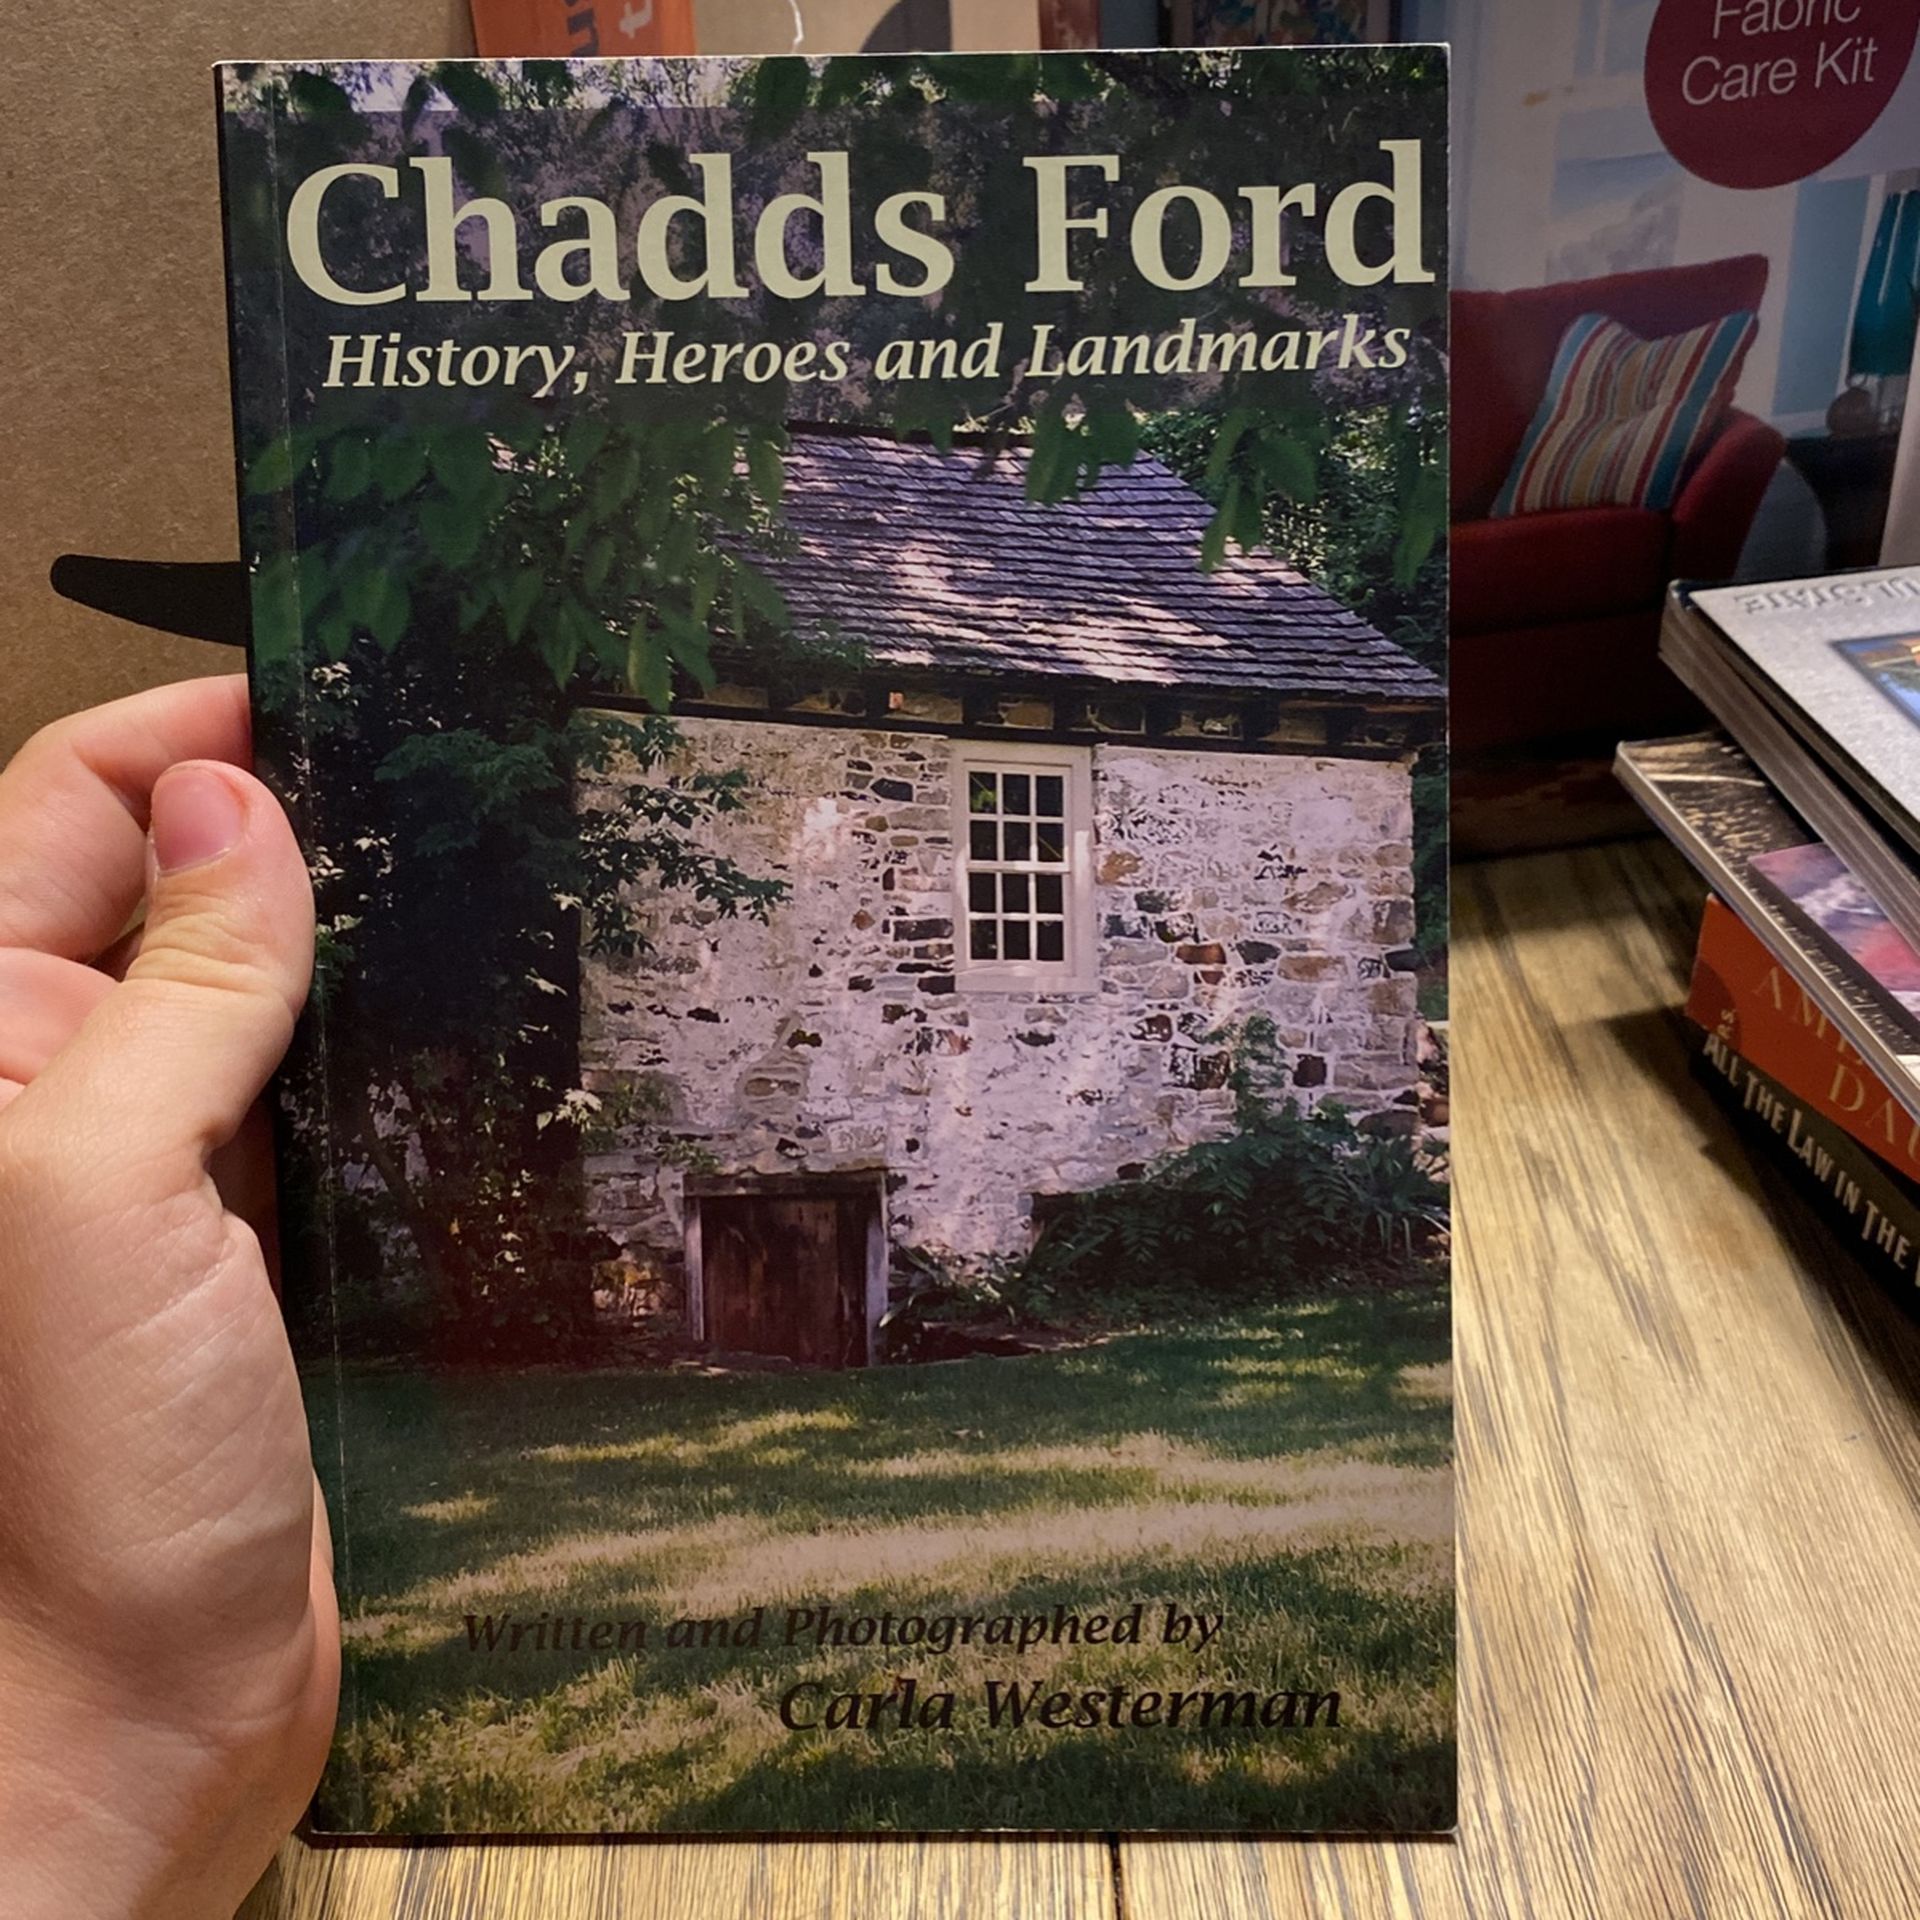 Fabric
Care Kit
Chadds Ford
History, Heroes and Landmarks
Written and Photographed by
Carla Westerman
ALL THE LAW IN THE